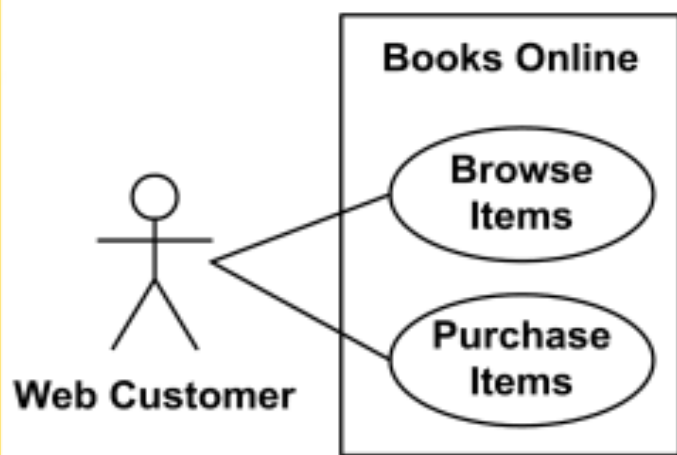 Books Online
Browse
Items
Purchase
Items
Web Customer